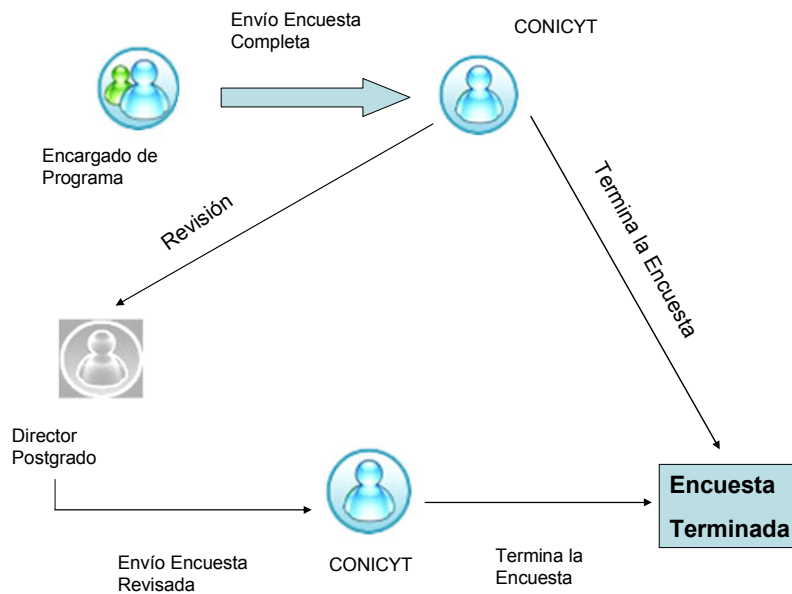 Envío Encuesta
Completa
CONICYT
Encargado de
Programa
Revisión
Termina la Encuesta
Director
Postgrado
Encuesta
Terminada
Envío Encuesta
Revisada
CONICYT
Termina la
Encuesta